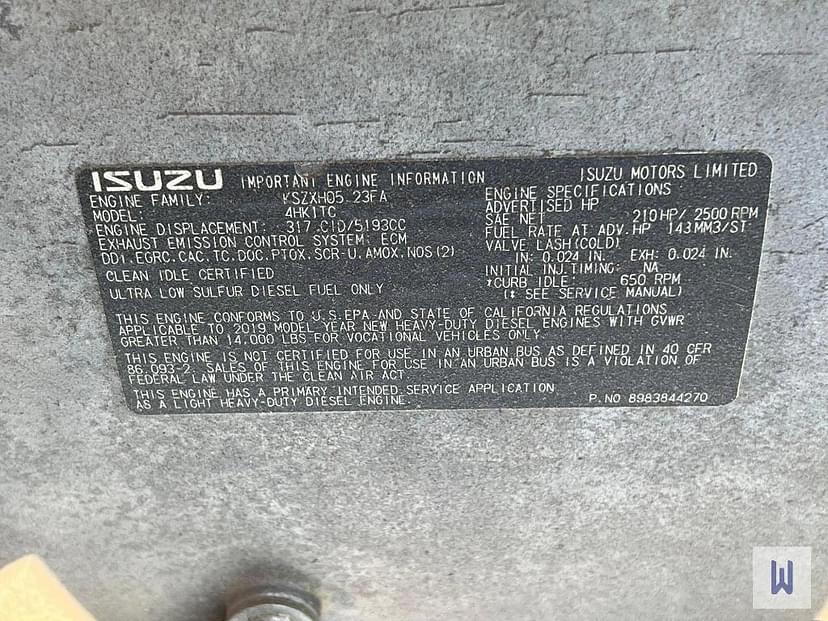 ISUZU IMPORTANT ENGINE INFORMATION ISUZU MOTORS LIMITED
ENGINE FAMILY: KSZXH05.23FA
MODEL: 4HK1TC
ENGINE DISPLACEMENT: 317.CID/5193CC
EXHAUST EMISSION CONTROL SYSTEM: ECM
DDI.EGRC.CAC.TC.DOC.PTOX.SCR-U.AMOX.NOS(2)
CLEAN IDLE CERTIFIED
ULTRA LOW SULFUR DIESEL FUEL ONLY
ENGINE SPECIFICATIONS
ADVERTISED HP
SAE NET 210HP/ 2500 RPM
FUEL RATE AT ADV. HP 143MM3/ST
VALVE LASH(COLD)
IN: 0.024 IN. EXH: 0.024 IN.
INITIAL INJ.TIMING: NA
*CURB IDLE: 650 RPM
(* SEE SERVICE MANUAL)
THIS ENGINE CONFORMS TO U.S.EPA AND STATE OF CALIFORNIA REGULATIONS
APPLICABLE TO 2019 MODEL YEAR NEW HEAVY-DUTY DIESEL ENGINES WITH GVWR
GREATER THAN 14,000 LBS FOR VOCATIONAL VEHICLES ONLY.
THIS ENGINE IS NOT CERTIFIED FOR USE IN AN URBAN BUS AS DEFINED IN 40 CFR
86.093-2. SALES OF THIS ENGINE FOR USE IN AN URBAN BUS IS A VIOLATION OF
FEDERAL LAW UNDER THE CLEAN AIR ACT.
THIS ENGINE HAS A PRIMARY INTENDED SERVICE APPLICATION
AS A LIGHT HEAVY-DUTY DIESEL ENGINE.
P.NO 8983844270
W